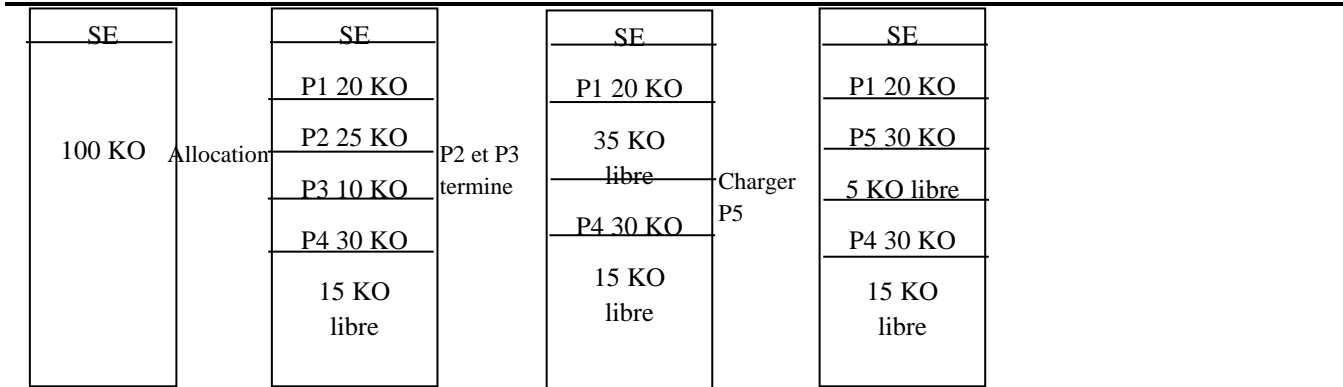 SE
100 KO
Allocation
SE
P1 20 KO
P2 25 KO
P3 10 KO
P4 30 KO
15 KO
libre
P2 et P3
termine
SE
P1 20 KO
35 KO
libre
P4 30 KO
15 KO
libre
Charger
P5
SE
P1 20 KO
P5 30 KO
5 KO libre
P4 30 KO
15 KO
libre